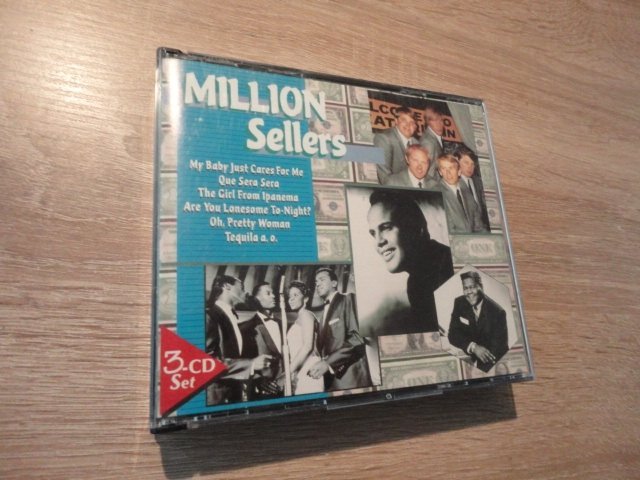 MILLION
Sellers
My Baby Just Cares For Me
Que Sera Sera
The Girl From Ipanema
Are You Lonesome To-Night?
Oh, Pretty Woman
Tequila a. o.
3-CD
Set
ONE